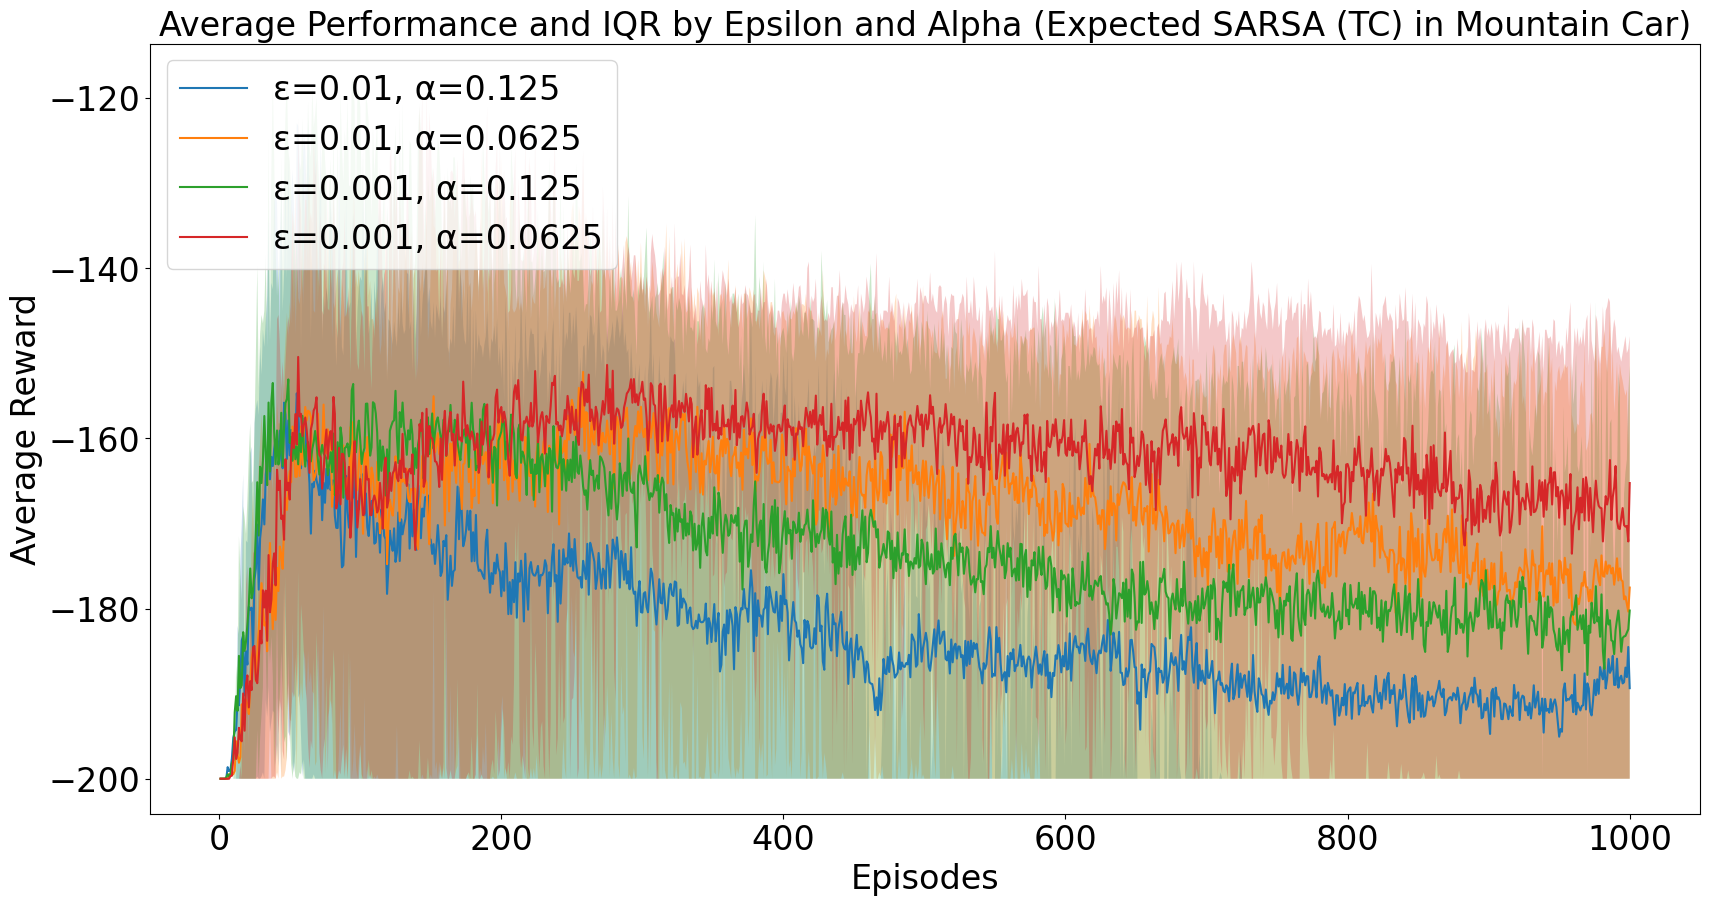 Average Performance and IQR by Epsilon and Alpha (Expected SARSA (TC) in Mountain Car)
ε=0.01, α=0.125
ε=0.01, α=0.0625
ε=0.001, α=0.125
ε=0.001, α=0.0625
Average Reward
−120
−140
−160
−180
−200
0 200 400 600 800 1000
Episodes